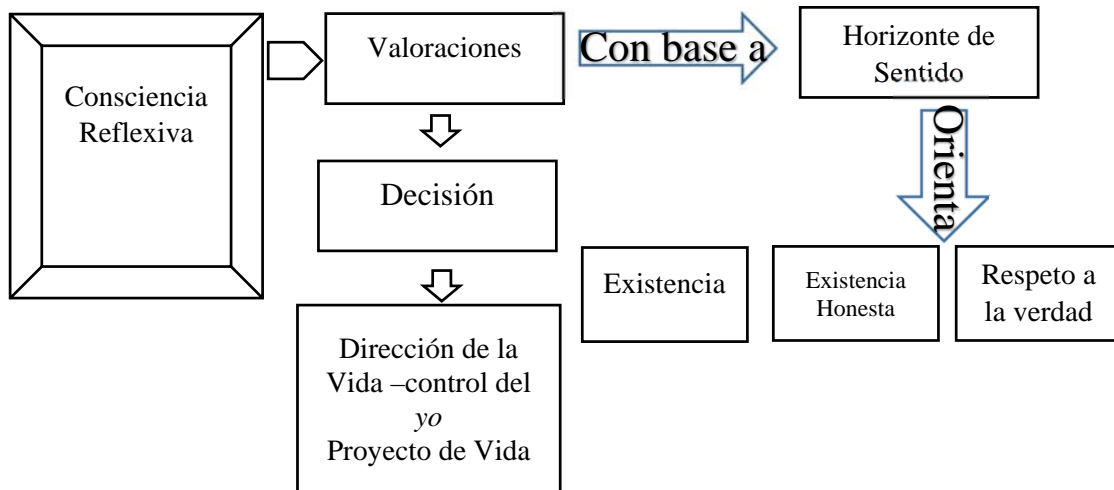 Consciencia
Reflexiva
Valoraciones
Con base a
Horizonte de
Sentido
Orienta
Decisión
Existencia
Existencia
Honesta
Respeto a
la verdad
Dirección de la
Vida –control del
yo
Proyecto de Vida